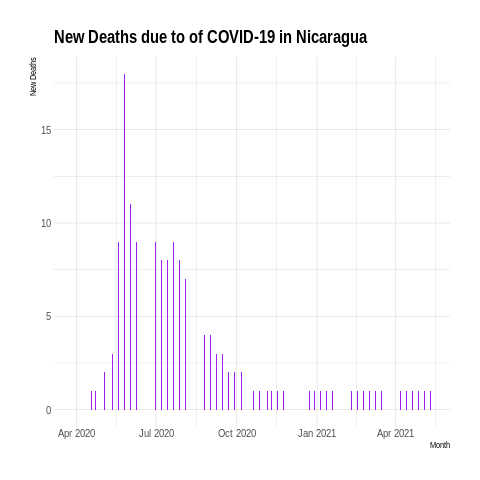 New Deaths due to of COVID-19 in Nicaragua
New Deaths
15
10
5
0
Apr 2020 Jul 2020 Oct 2020 Jan 2021 Apr 2021
Month